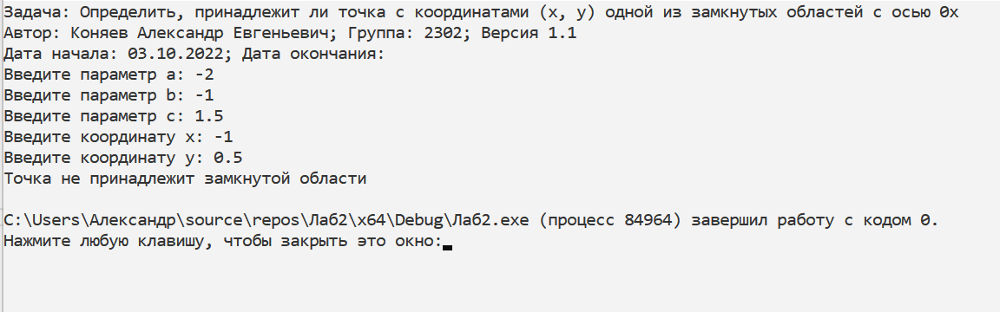 Задача: Определить, принадлежит ли точка с координатами (x, y) одной из замкнутых областей с осью 0x
Автор: Коняев Александр Евгеньевич; Группа: 2302; Версия 1.1
Дата начала: 03.10.2022; Дата окончания:
Введите параметр a: -2
Введите параметр b: -1
Введите параметр c: 1.5
Введите координату x: -1
Введите координату y: 0.5
Точка не принадлежит замкнутой области
C:\Users\Александр\source\repos\Лаб2\x64\Debug\Лаб2.exe (процесс 84964) завершил работу с кодом 0.
Нажмите любую клавишу, чтобы закрыть это окно: